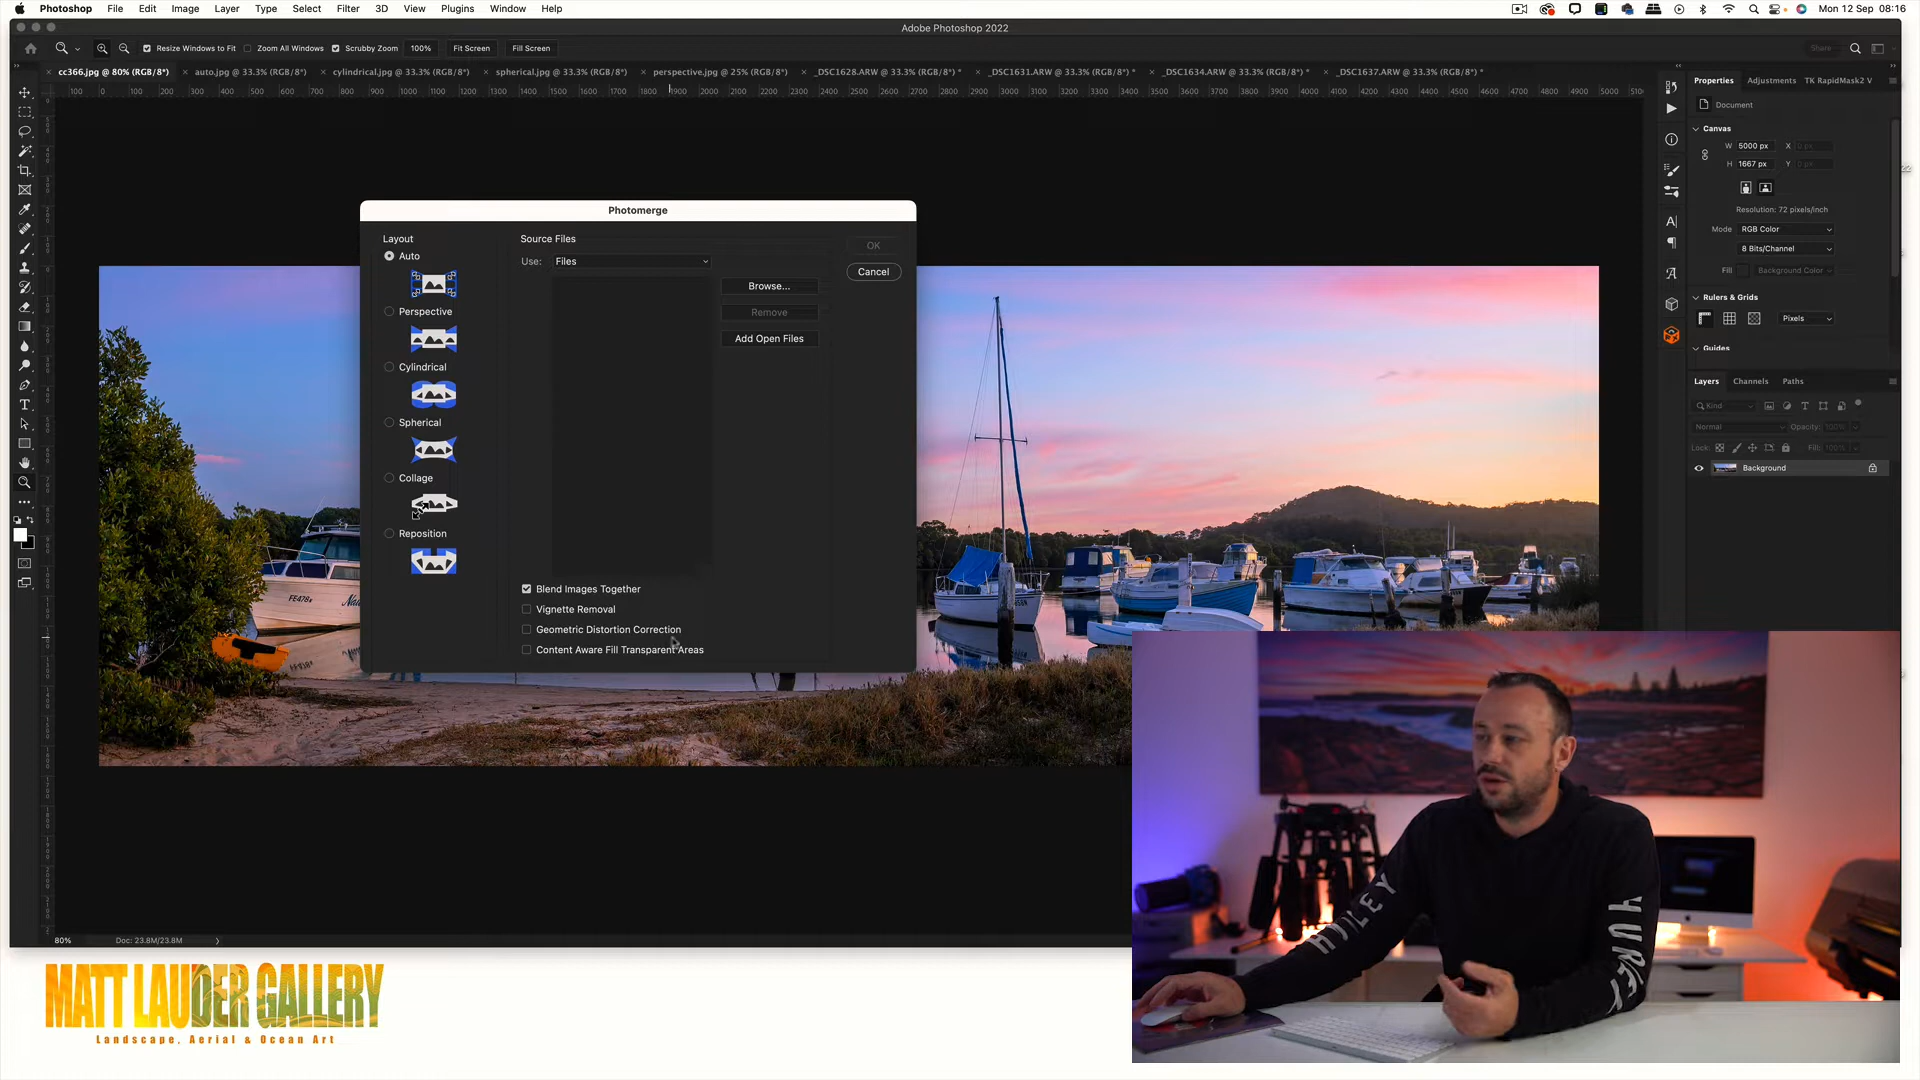 Photoshop File Edit Image Layer Type Select Filter 3D View Plugins Window Help
Mon 12 Sep 08:16
Adobe Photoshop 2022
Resize Windows to Fit Zoom All Windows Scrubby Zoom 100% Fit Screen Fill Screen
Share
cc366.jpg @ 80% (RGB/8*) auto.jpg @ 33.3% (RGB/8*) cylindrical.jpg @ 33.3% (RGB/8*) spherical.jpg @ 33.3% (RGB/8*) perspective.jpg @ 25% (RGB/8*) _DSC1628.ARW @ 33.3% (RGB/8*) * _DSC1631.ARW @ 33.3% (RGB/8*) * _DSC1634.ARW @ 33.3% (RGB/8*) * _DSC1637.ARW @ 33.3% (RGB/8*) *
Photomerge
Layout
Auto
Perspective
Cylindrical
Spherical
Collage
Reposition
Source Files
Use: Files
Browse...
Remove
Add Open Files
OK
Cancel
Blend Images Together
Vignette Removal
Geometric Distortion Correction
Content Aware Fill Transparent Areas
Properties Adjustments TK RapidMask2 V
Document
Canvas
W 5000 px X 0 px
H 1667 px Y 0 px
Resolution: 72 pixels/inch
Mode RGB Color
8 Bits/Channel
Fill Background Color
Rulers & Grids
Pixels
Guides
Layers Channels Paths
Kind
Normal Opacity: 100%
Lock: Fill: 100%
Background
80% Doc: 23.8M/23.8M
MATT LAUDER GALLERY
Landscape, Aerial & Ocean Art
HURLEY